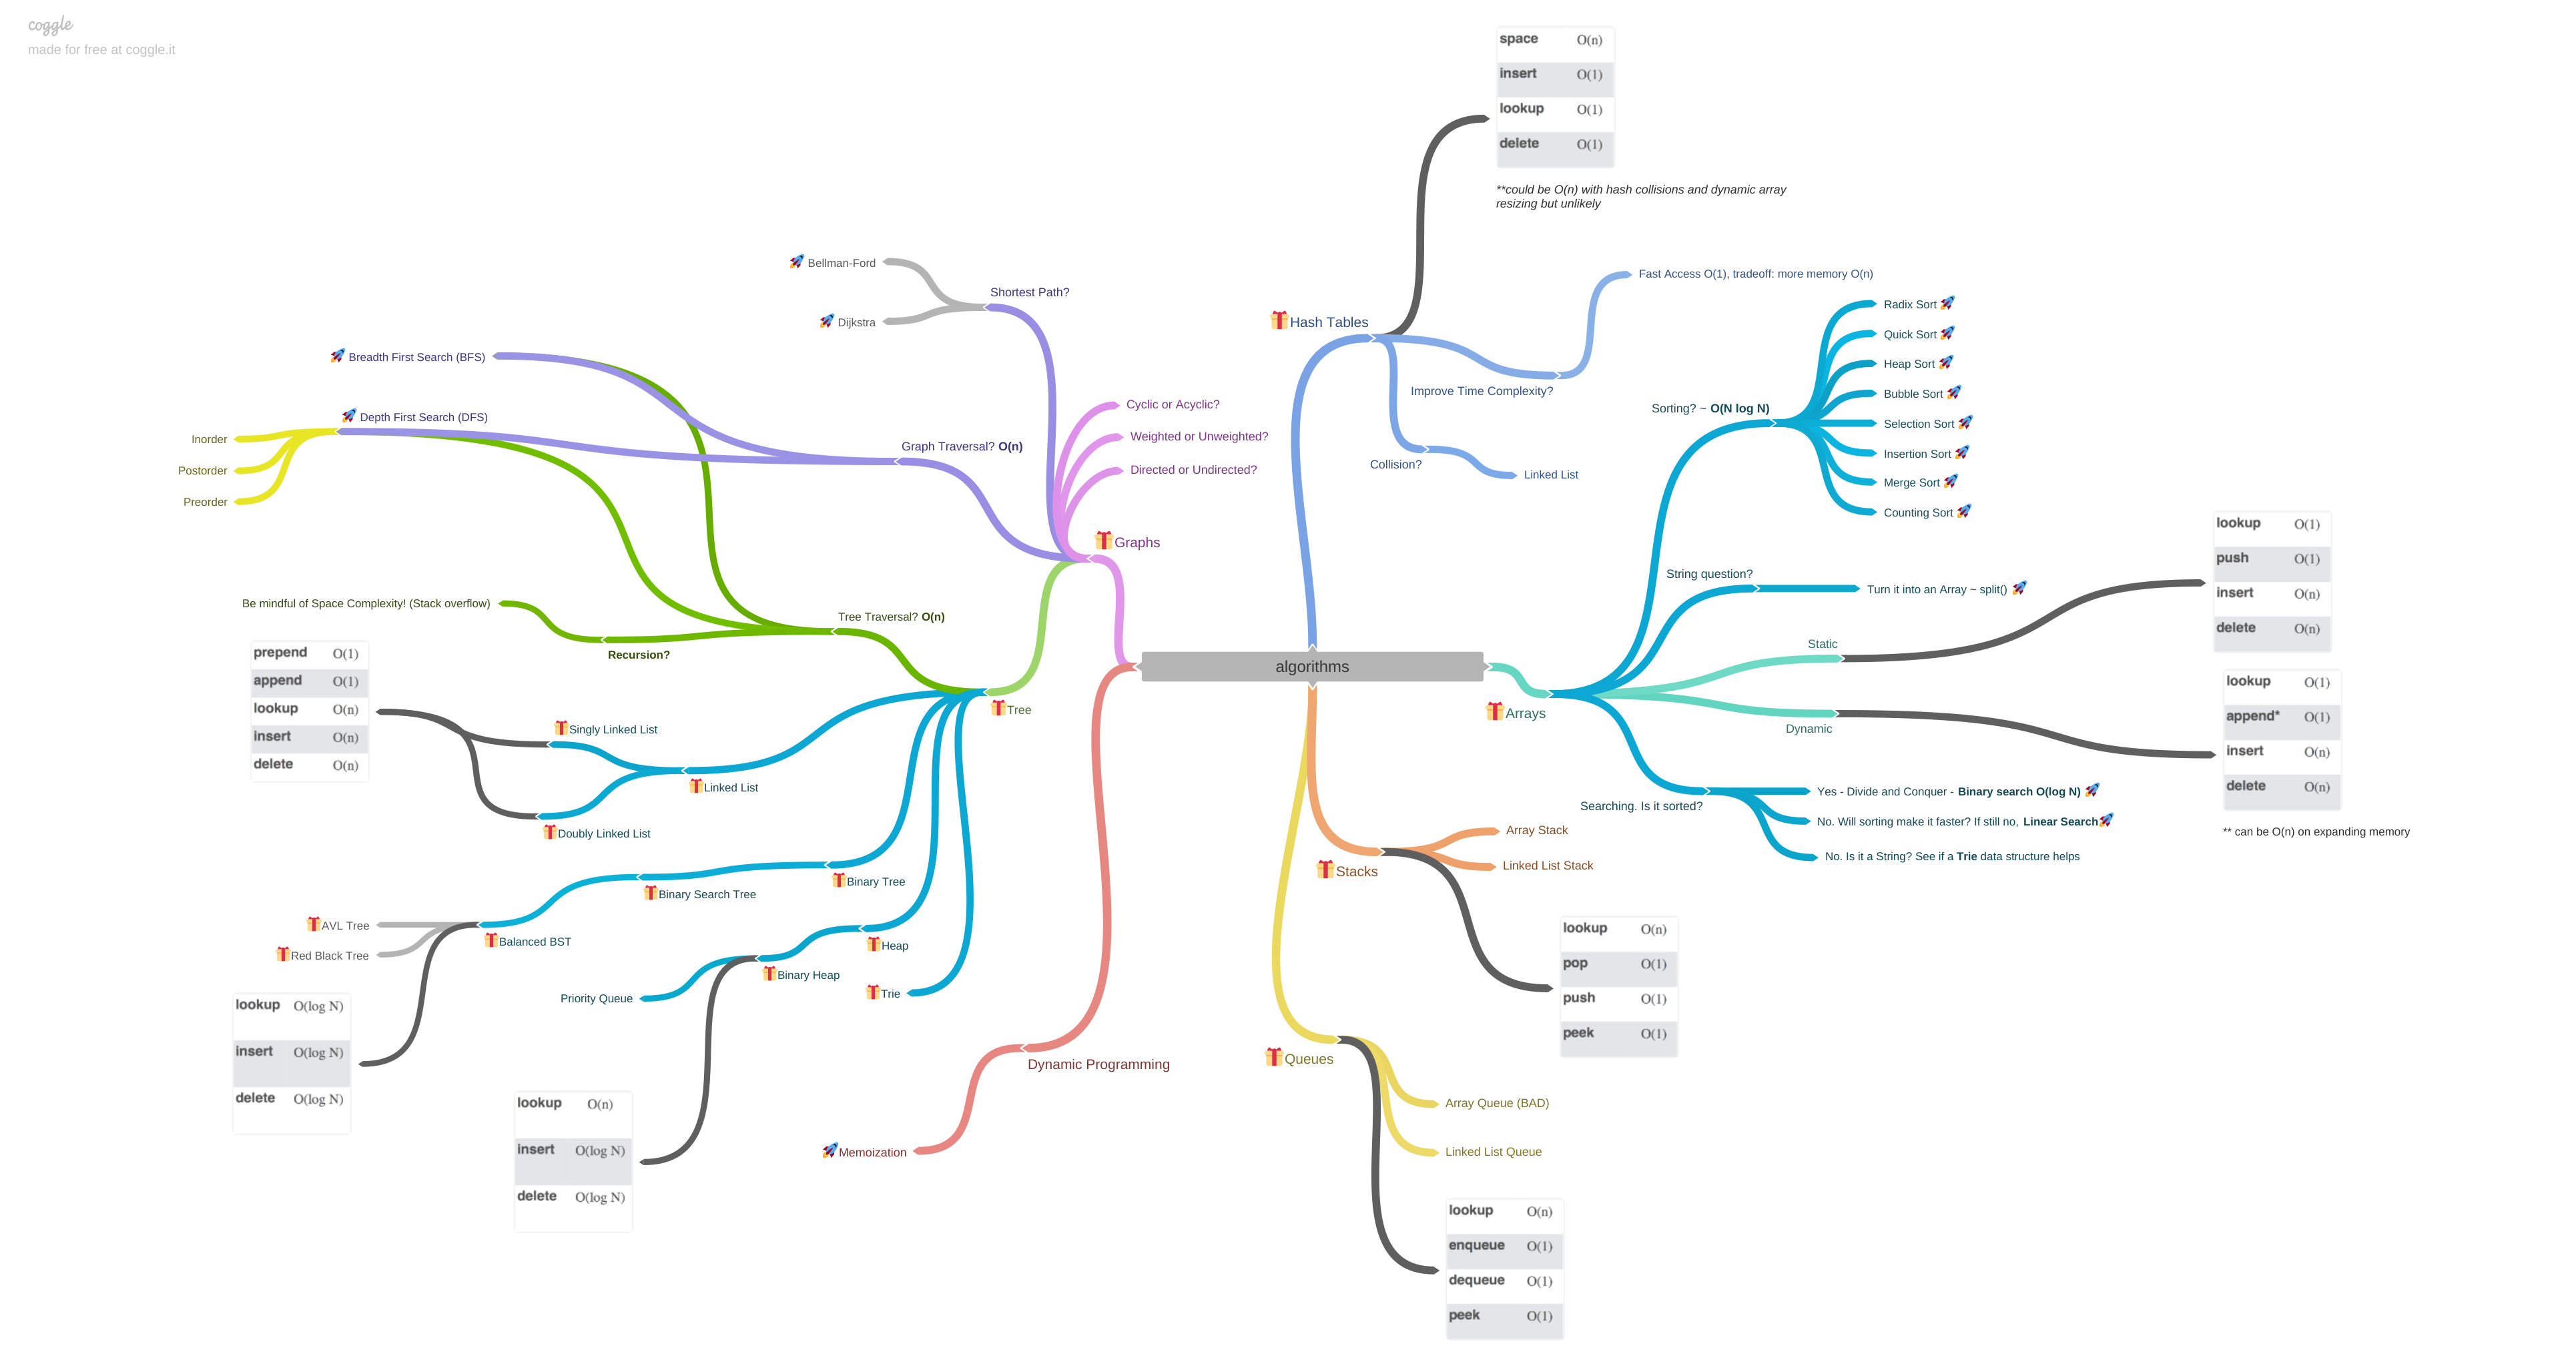 coggle
made for free at coggle.it
algorithms
Hash Tables
space O(n)
insert O(1)
lookup O(1)
delete O(1)
**could be O(n) with hash collisions and dynamic array
resizing but unlikely
Improve Time Complexity?
Fast Access O(1), tradeoff: more memory O(n)
Collision?
Linked List
Arrays
Sorting? ~ O(N log N)
Radix Sort
Quick Sort
Heap Sort
Bubble Sort
Selection Sort
Insertion Sort
Merge Sort
Counting Sort
String question?
Turn it into an Array ~ split()
Static
lookup O(1)
push O(1)
insert O(n)
delete O(n)
Dynamic
lookup O(1)
append* O(1)
insert O(n)
delete O(n)
** can be O(n) on expanding memory
Searching. Is it sorted?
Yes - Divide and Conquer - Binary search O(log N)
No. Will sorting make it faster? If still no, Linear Search
No. Is it a String? See if a Trie data structure helps
Stacks
Array Stack
Linked List Stack
lookup O(n)
pop O(1)
push O(1)
peek O(1)
Queues
Array Queue (BAD)
Linked List Queue
lookup O(n)
enqueue O(1)
dequeue O(1)
peek O(1)
Graphs
Shortest Path?
Bellman-Ford
Dijkstra
Cyclic or Acyclic?
Weighted or Unweighted?
Directed or Undirected?
Graph Traversal? O(n)
Breadth First Search (BFS)
Depth First Search (DFS)
Inorder
Postorder
Preorder
Tree
Tree Traversal? O(n)
Recursion?
Be mindful of Space Complexity! (Stack overflow)
Linked List
Singly Linked List
Doubly Linked List
prepend O(1)
append O(1)
lookup O(n)
insert O(n)
delete O(n)
Binary Tree
Binary Search Tree
Balanced BST
AVL Tree
Red Black Tree
lookup O(log N)
insert O(log N)
delete O(log N)
Heap
Binary Heap
Priority Queue
lookup O(n)
insert O(log N)
delete O(log N)
Trie
Dynamic Programming
Memoization